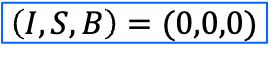 (I,S,B) = (0,0,0)